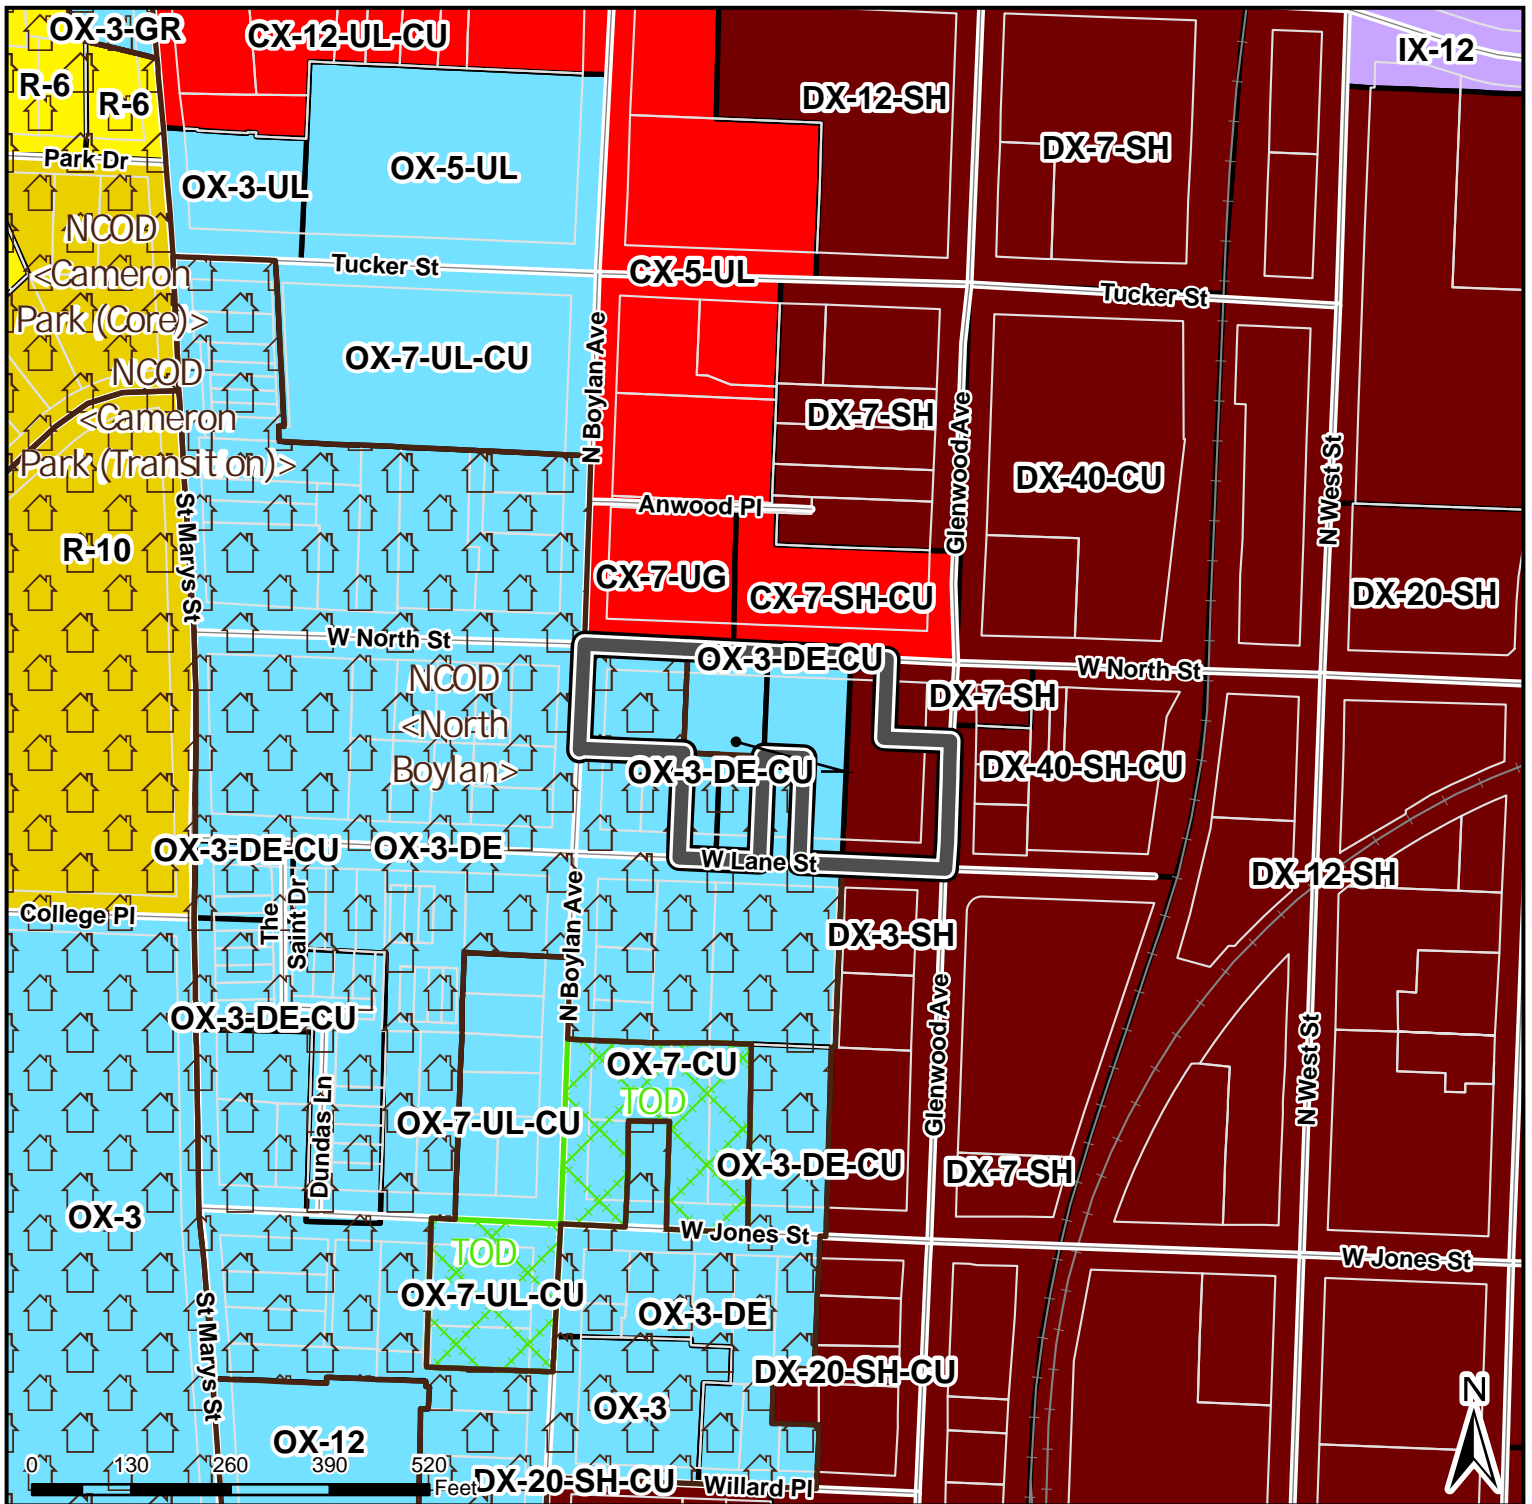 OX-3-GR
CX-12-UL-CU
IX-12
R-6
R-6
DX-12-SH
DX-7-SH
Park Dr
OX-3-UL
OX-5-UL
NCOD
<Cameron
Park (Core)>
Tucker St
CX-5-UL
Tucker St
OX-7-UL-CU
N Boylan Ave
NCOD
<Cameron
Park (Transition)>
DX-7-SH
Glenwood Ave
DX-40-CU
N West St
St Marys St
Anwood Pl
R-10
CX-7-UG
CX-7-SH-CU
DX-20-SH
W North St
OX-3-DE-CU
W North St
NCOD
<North
Boylan>
DX-7-SH
OX-3-DE-CU
DX-40-SH-CU
OX-3-DE-CU
OX-3-DE
W Lane St
DX-12-SH
College Pl
The
Saint Dr
N Boylan Ave
DX-3-SH
OX-3-DE-CU
Glenwood Ave
N West St
OX-7-CU
TOD
Dundas Ln
OX-7-UL-CU
OX-3-DE-CU
DX-7-SH
OX-3
W Jones St
TOD
W Jones St
OX-7-UL-CU
St Marys St
OX-3-DE
DX-20-SH-CU
OX-3
N
OX-12
0 130 260 390 520
Feet
DX-20-SH-CU
Willard Pl